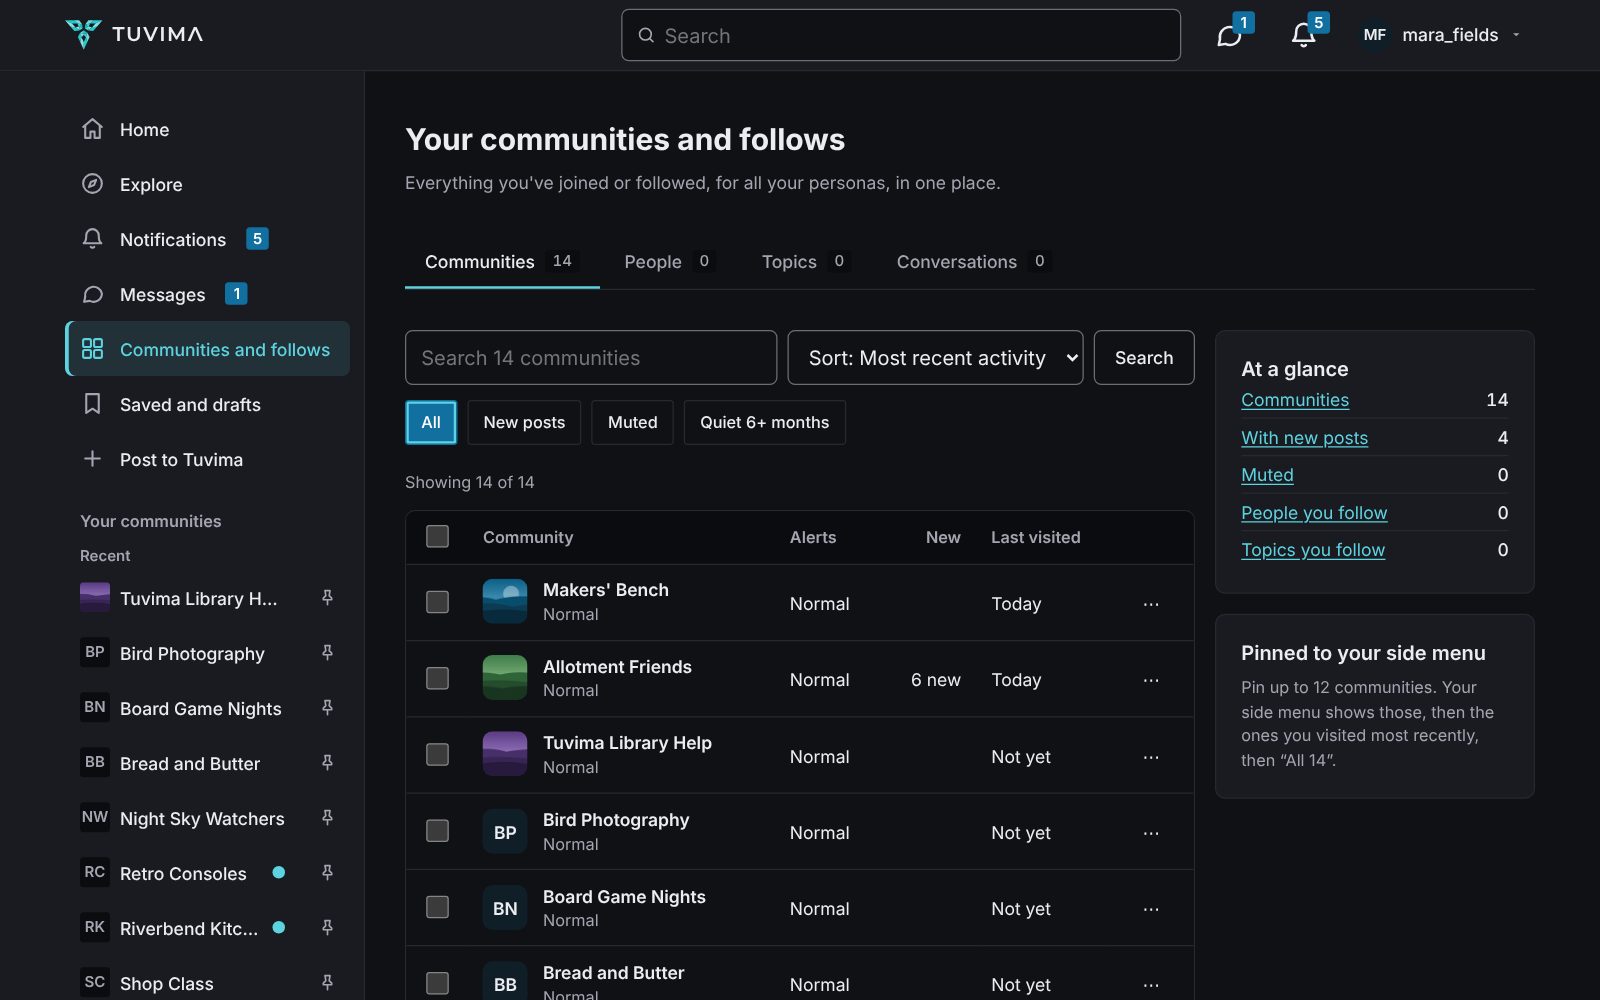 TUVIMA
Search
1
5
MF mara_fields
Home
Explore
Notifications 5
Messages 1
Communities and follows
Saved and drafts
Post to Tuvima
Your communities
Recent
Tuvima Library H...
BP Bird Photography
BN Board Game Nights
BB Bread and Butter
NW Night Sky Watchers
RC Retro Consoles
RK Riverbend Kitc...
SC Shop Class
Your communities and follows
Everything you've joined or followed, for all your personas, in one place.
Communities 14 People 0 Topics 0 Conversations 0
Search 14 communities Sort: Most recent activity Search
All New posts Muted Quiet 6+ months
Showing 14 of 14
Community Alerts New Last visited
Makers' Bench
Normal
Normal Today ...
Allotment Friends
Normal
Normal 6 new Today ...
Tuvima Library Help
Normal
Normal Not yet ...
BP Bird Photography
Normal
Normal Not yet ...
BN Board Game Nights
Normal
Normal Not yet ...
BB Bread and Butter
Normal
Normal Not yet ...
At a glance
Communities 14
With new posts 4
Muted 0
People you follow 0
Topics you follow 0
Pinned to your side menu
Pin up to 12 communities. Your
side menu shows those, then the
ones you visited most recently,
then “All 14”.